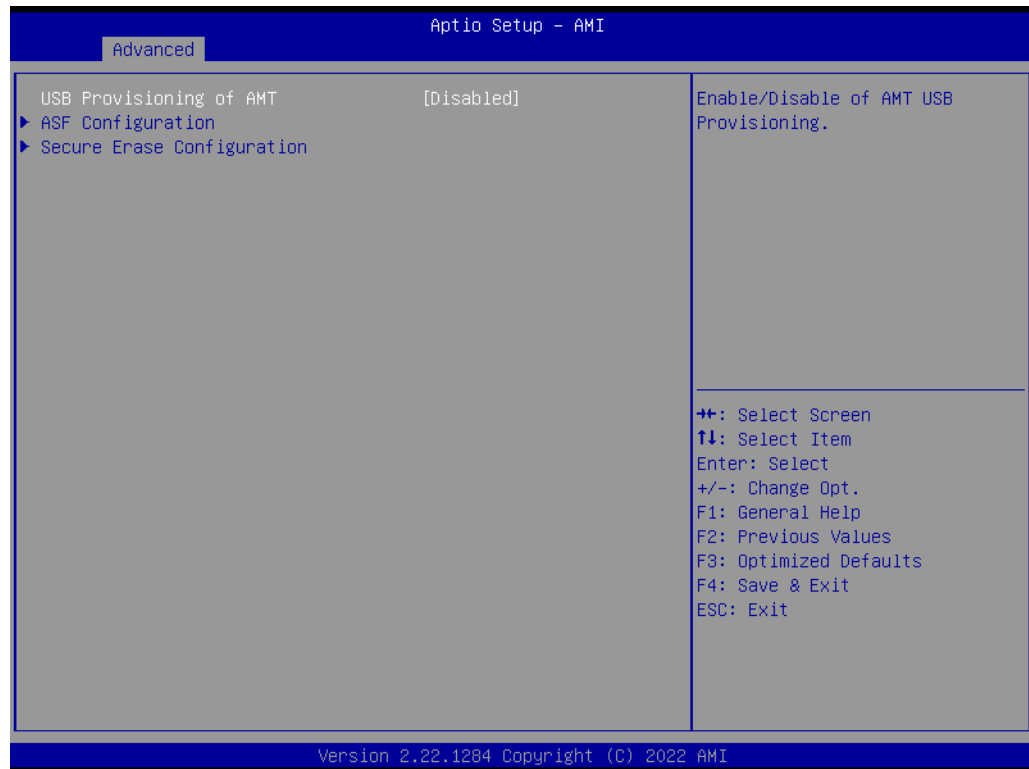 Aptio Setup – AMI
Advanced
USB Provisioning of AMT [Disabled]
► ASF Configuration
► Secure Erase Configuration
Enable/Disable of AMT USB
Provisioning.
→←: Select Screen
↑↓: Select Item
Enter: Select
+/-: Change Opt.
F1: General Help
F2: Previous Values
F3: Optimized Defaults
F4: Save & Exit
ESC: Exit
Version 2.22.1284 Copyright (C) 2022 AMI